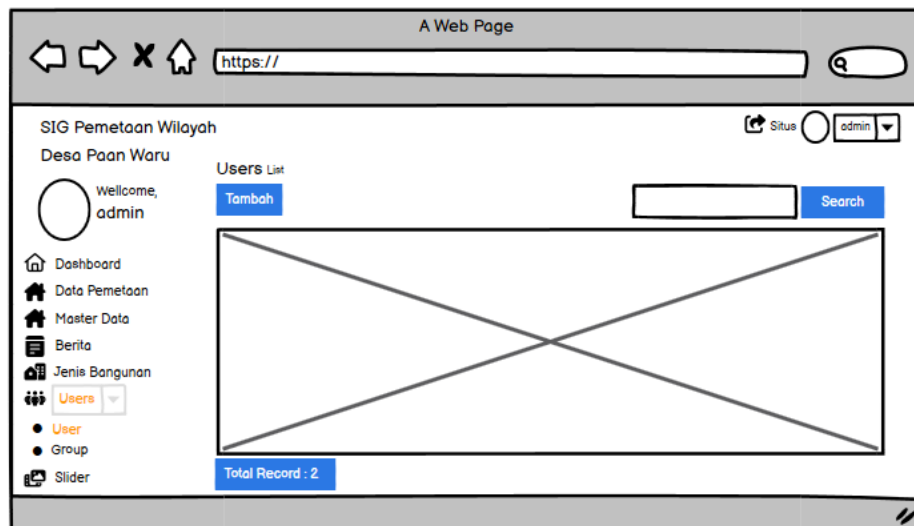 A Web Page
https://
SIG Pemetaan Wilayah
Desa Paan Waru
Situs
admin
Wellcome,
admin
Users List
Tambah
Search
Dashboard
Data Pemetaan
Master Data
Berita
Jenis Bangunan
Users
User
Group
Slider
Total Record : 2